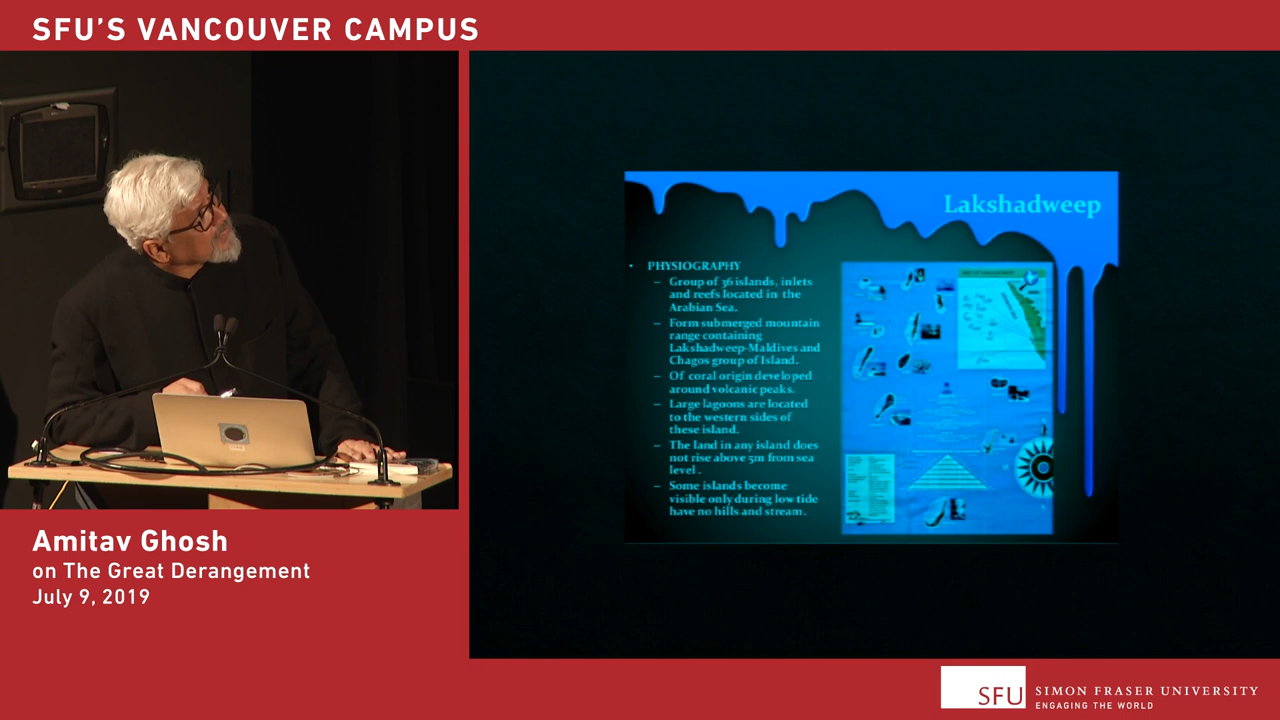 SFU'S VANCOUVER CAMPUS
Lakshadweep
• PHYSIOGRAPHY
– Group of 36 islands, inlets
and reefs located in the
Arabian Sea.
– Form submerged mountain
range containing
Lakshadweep-Maldives and
Chagos group of Island.
– Of coral origin developed
around volcanic peaks.
– Large lagoons are located
to the western sides of
these island.
– The land in any island does
not rise above 5m from sea
level .
– Some islands become
visible only during low tide
have no hills and stream.
Amitav Ghosh
on The Great Derangement
July 9, 2019
SFU
SIMON FRASER UNIVERSITY
ENGAGING THE WORLD